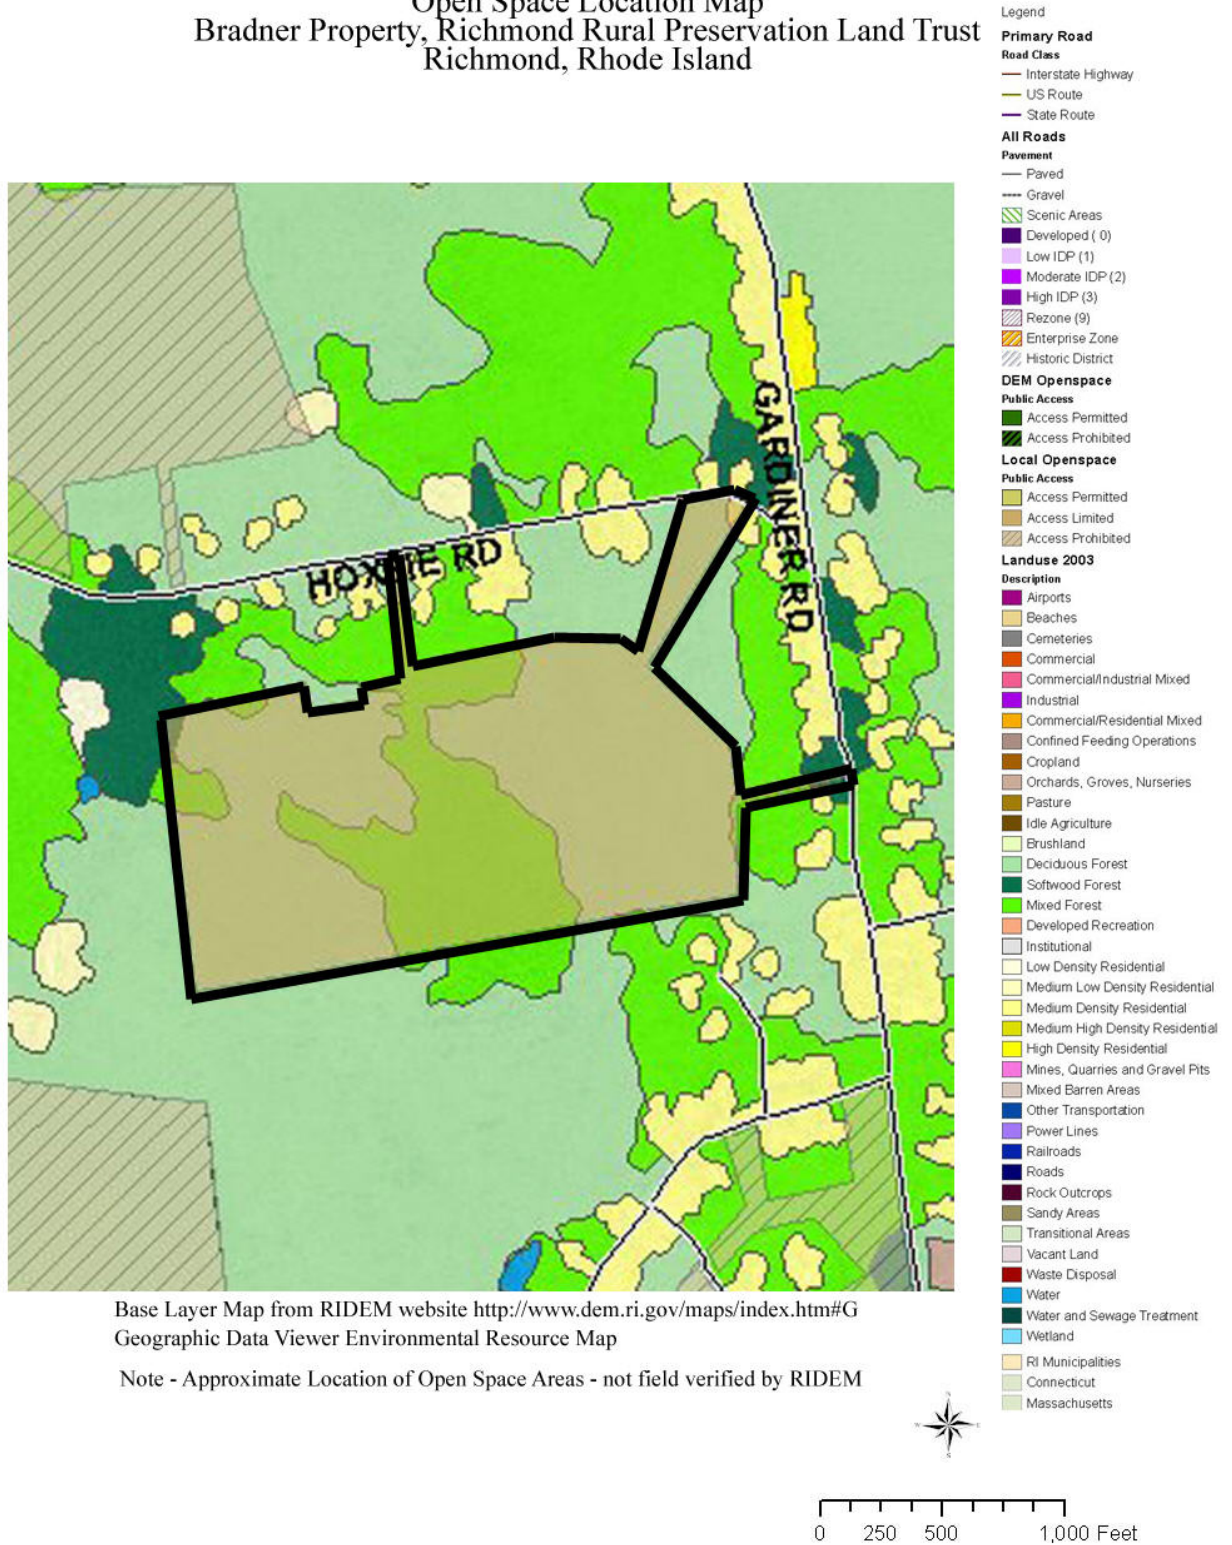 Open Space Location Map
Bradner Property, Richmond Rural Preservation Land Trust
Richmond, Rhode Island
Legend
Primary Road
Road Class
Interstate Highway
US Route
State Route
All Roads
Pavement
Paved
Gravel
Scenic Areas
Developed ( 0)
Low IDP (1)
Moderate IDP (2)
High IDP (3)
Rezone (9)
Enterprise Zone
Historic District
DEM Openspace
Public Access
Access Permitted
Access Prohibited
Local Openspace
Public Access
Access Permitted
Access Limited
Access Prohibited
Landuse 2003
Description
Airports
Beaches
Cemeteries
Commercial
Commercial/Industrial Mixed
Industrial
Commercial/Residential Mixed
Confined Feeding Operations
Cropland
Orchards, Groves, Nurseries
Pasture
Idle Agriculture
Brushland
Deciduous Forest
Softwood Forest
Mixed Forest
Developed Recreation
Institutional
Low Density Residential
Medium Low Density Residential
Medium Density Residential
Medium High Density Residential
High Density Residential
Mines, Quarries and Gravel Pits
Mixed Barren Areas
Other Transportation
Power Lines
Railroads
Roads
Rock Outcrops
Sandy Areas
Transitional Areas
Vacant Land
Waste Disposal
Water
Water and Sewage Treatment
Wetland
RI Municipalities
Connecticut
Massachusetts
GARDINER RD
HOXIE RD
Base Layer Map from RIDEM website http://www.dem.ri.gov/maps/index.htm#G
Geographic Data Viewer Environmental Resource Map
Note - Approximate Location of Open Space Areas - not field verified by RIDEM
N
W E
S
0 250 500 1,000 Feet